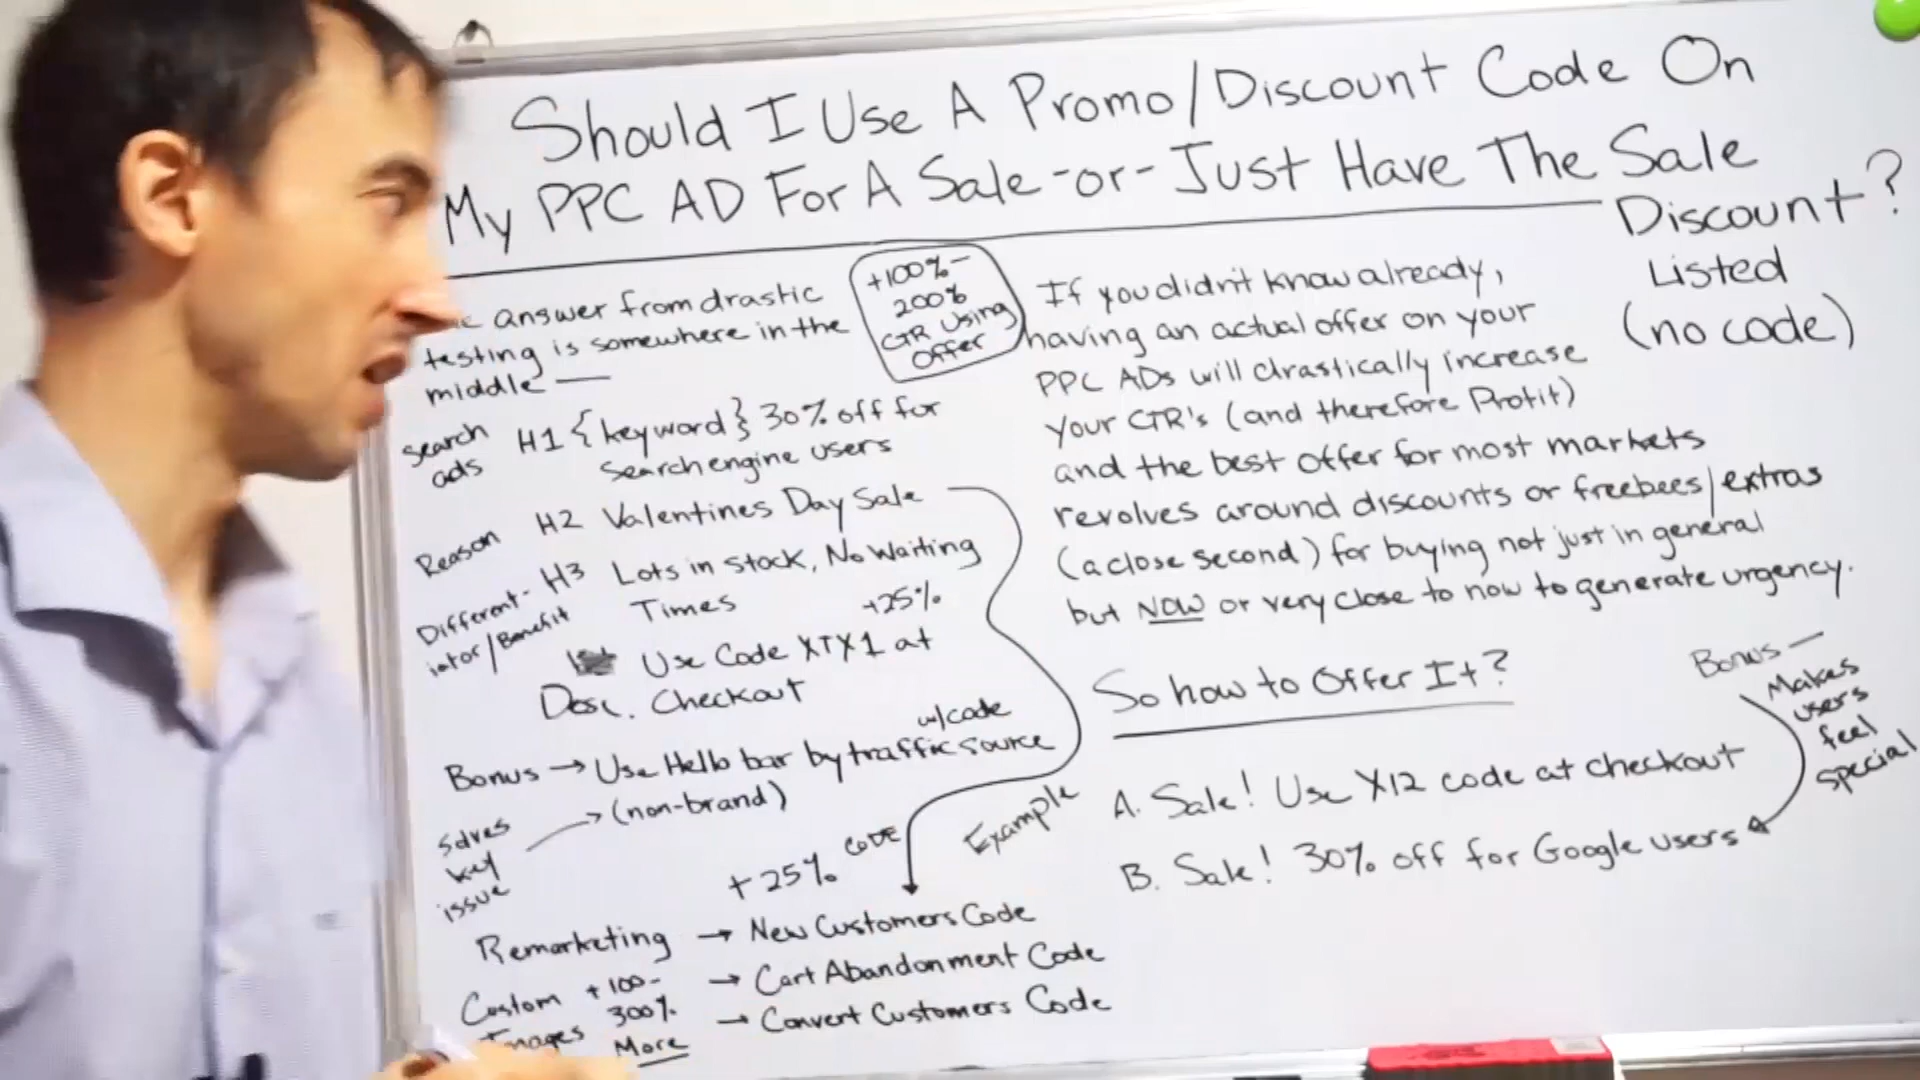 Should I Use A Promo/Discount Code On
My PPC AD For A Sale -or- Just Have The Sale
Discount?
Listed
(no code)
answer from drastic
testing is somewhere in the
middle —
+100%-
200%
CTR Using
Offer
search
ads
H1 {keyword} 30% off for
Search engine users
Reason
H2 Valentines Day Sale
Different-
iator/Benefit
H3 Lots in stock, No Waiting
Times
+25%
Use Code XTX1 at
Desc. Checkout
w/code
Bonus → Use Hello bar by traffic source
→ (non-brand)
Solves
key
issue
+25% CODE
Example
Remarketing → New Customers Code
→ Cart Abandonment Code
→ Convert Customers Code
Custom
Images
+100-
300%
More
If you didn't know already,
having an actual offer on your
PPC ADs will drastically increase
your CTR's (and therefore Profit)
and the best offer for most markets
revolves around discounts or freebees/extras
(a close second) for buying not just in general
but NOW or very close to now to generate urgency.
So how to Offer It?
A. Sale! Use X12 code at checkout
B. Sale! 30% off for Google users
Bonus —
Makes
users
feel
special